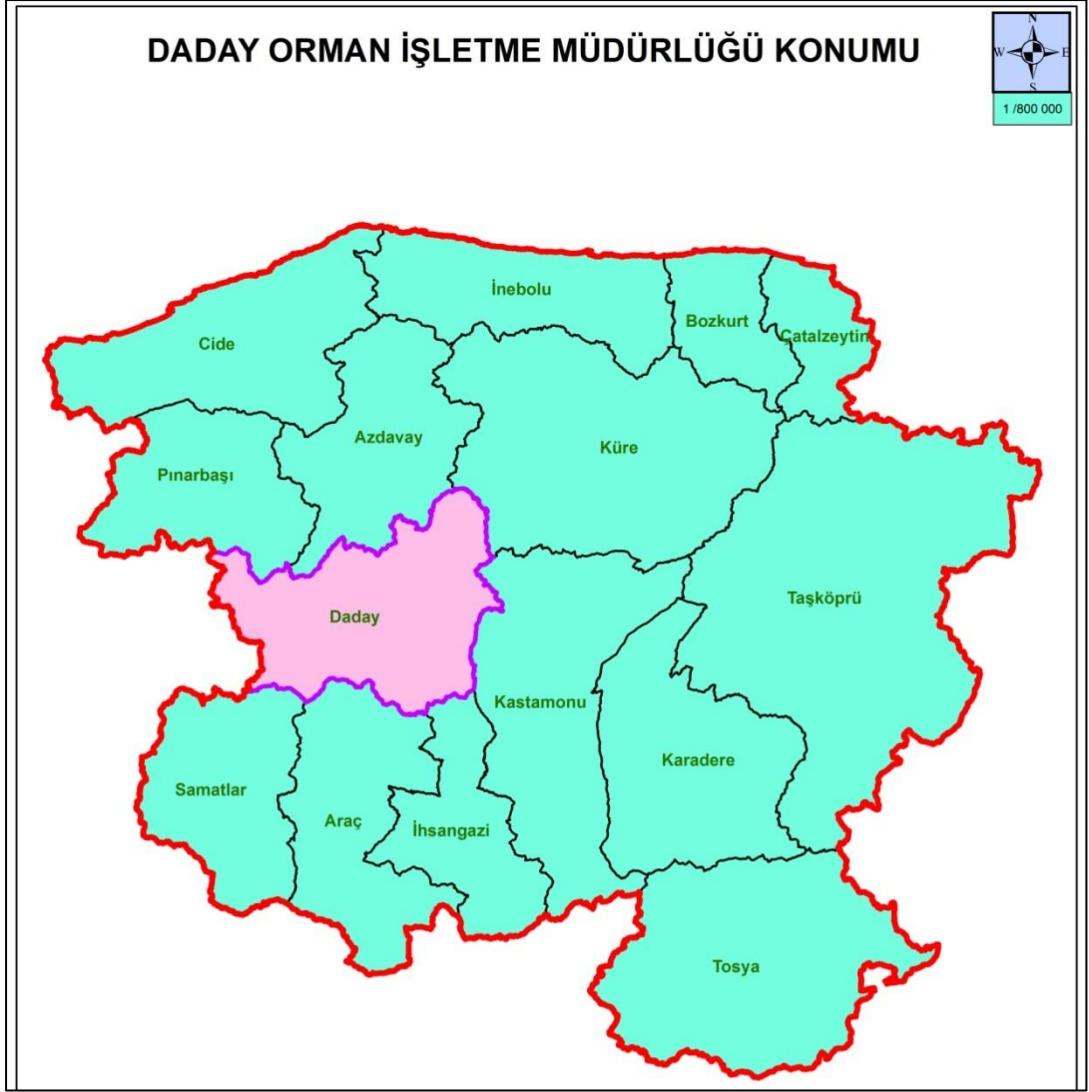 DADAY ORMAN İŞLETME MÜDÜRLÜĞÜ KONUMU
N
W E
S
1 /800 000
İnebolu
Bozkurt
Çatalzeytin
Cide
Azdavay
Küre
Pınarbaşı
Taşköprü
Daday
Kastamonu
Karadere
Samatlar
Araç
İhsangazi
Tosya